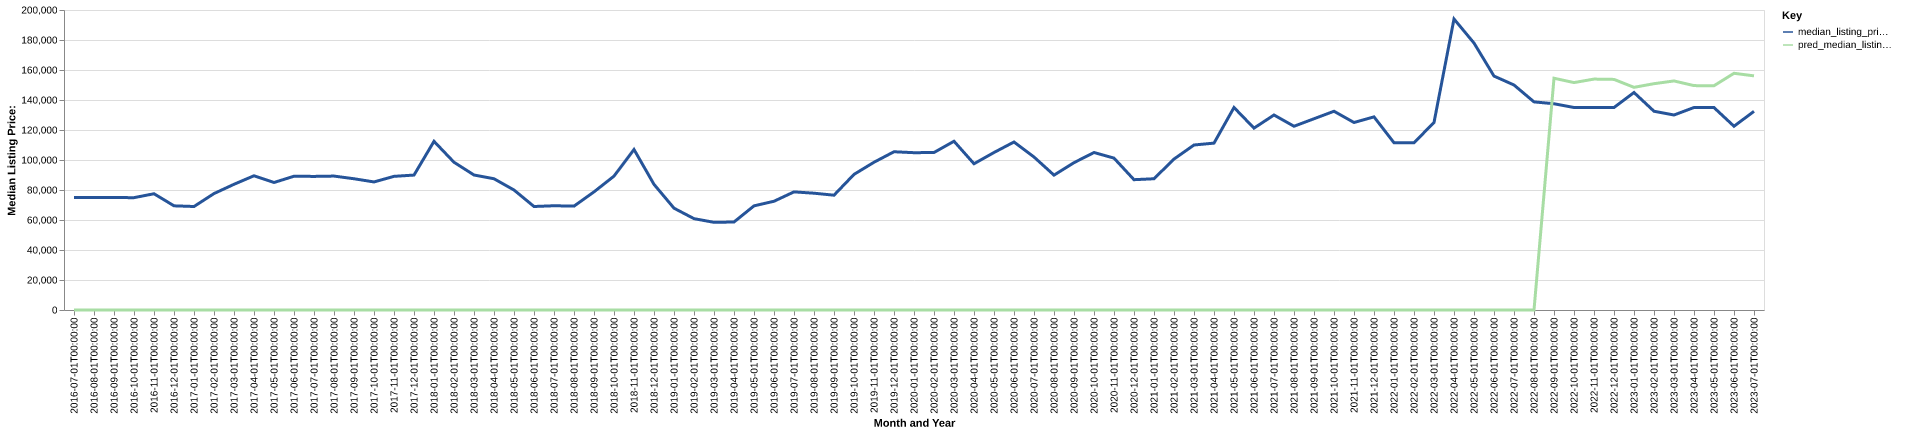 200,000
180,000
160,000
140,000
120,000
100,000
80,000
60,000
40,000
20,000
0
Median Listing Price:
2016-07-01T00:00:00
2016-08-01T00:00:00
2016-09-01T00:00:00
2016-10-01T00:00:00
2016-11-01T00:00:00
2016-12-01T00:00:00
2017-01-01T00:00:00
2017-02-01T00:00:00
2017-03-01T00:00:00
2017-04-01T00:00:00
2017-05-01T00:00:00
2017-06-01T00:00:00
2017-07-01T00:00:00
2017-08-01T00:00:00
2017-09-01T00:00:00
2017-10-01T00:00:00
2017-11-01T00:00:00
2017-12-01T00:00:00
2018-01-01T00:00:00
2018-02-01T00:00:00
2018-03-01T00:00:00
2018-04-01T00:00:00
2018-05-01T00:00:00
2018-06-01T00:00:00
2018-07-01T00:00:00
2018-08-01T00:00:00
2018-09-01T00:00:00
2018-10-01T00:00:00
2018-11-01T00:00:00
2018-12-01T00:00:00
2019-01-01T00:00:00
2019-02-01T00:00:00
2019-03-01T00:00:00
2019-04-01T00:00:00
2019-05-01T00:00:00
2019-06-01T00:00:00
2019-07-01T00:00:00
2019-08-01T00:00:00
2019-09-01T00:00:00
2019-10-01T00:00:00
2019-11-01T00:00:00
2019-12-01T00:00:00
2020-01-01T00:00:00
2020-02-01T00:00:00
2020-03-01T00:00:00
2020-04-01T00:00:00
2020-05-01T00:00:00
2020-06-01T00:00:00
2020-07-01T00:00:00
2020-08-01T00:00:00
2020-09-01T00:00:00
2020-10-01T00:00:00
2020-11-01T00:00:00
2020-12-01T00:00:00
2021-01-01T00:00:00
2021-02-01T00:00:00
2021-03-01T00:00:00
2021-04-01T00:00:00
2021-05-01T00:00:00
2021-06-01T00:00:00
2021-07-01T00:00:00
2021-08-01T00:00:00
2021-09-01T00:00:00
2021-10-01T00:00:00
2021-11-01T00:00:00
2021-12-01T00:00:00
2022-01-01T00:00:00
2022-02-01T00:00:00
2022-03-01T00:00:00
2022-04-01T00:00:00
2022-05-01T00:00:00
2022-06-01T00:00:00
2022-07-01T00:00:00
2022-08-01T00:00:00
2022-09-01T00:00:00
2022-10-01T00:00:00
2022-11-01T00:00:00
2022-12-01T00:00:00
2023-01-01T00:00:00
2023-02-01T00:00:00
2023-03-01T00:00:00
2023-04-01T00:00:00
2023-05-01T00:00:00
2023-06-01T00:00:00
2023-07-01T00:00:00
Month and Year
Key
median_listing_pri…
pred_median_listin…